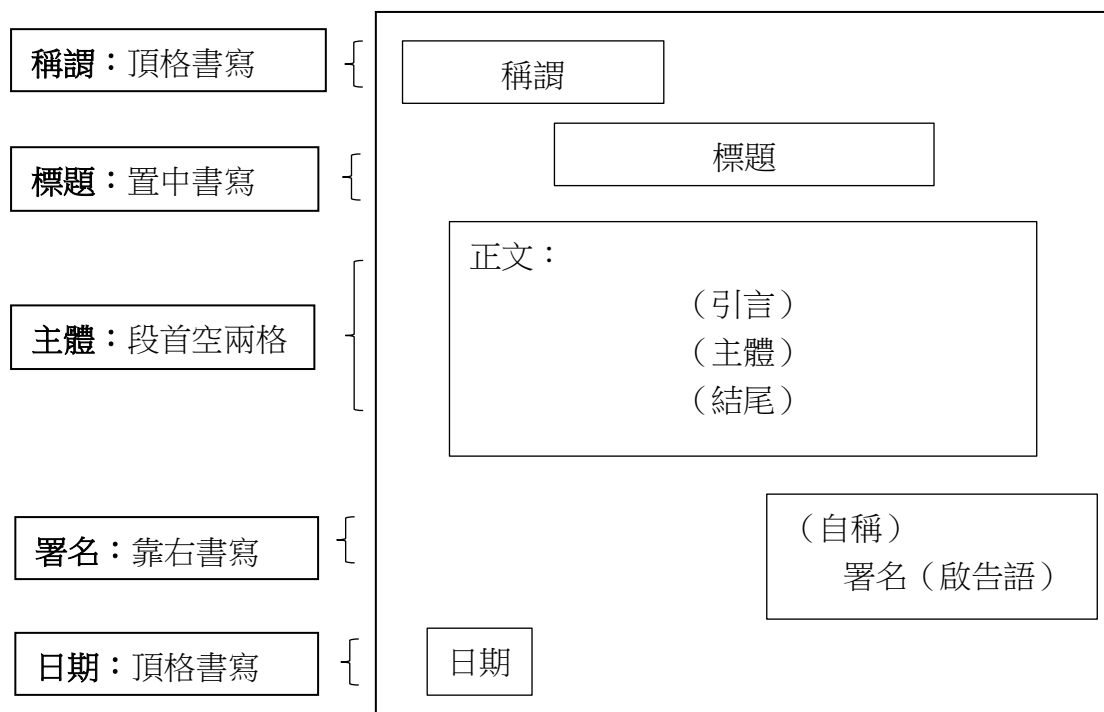 稱謂：頂格書寫
稱謂
標題：置中書寫
標題
主體：段首空兩格
正文：
（引言）
（主體）
（結尾）
署名：靠右書寫
（自稱）
署名（啟告語）
日期：頂格書寫
日期